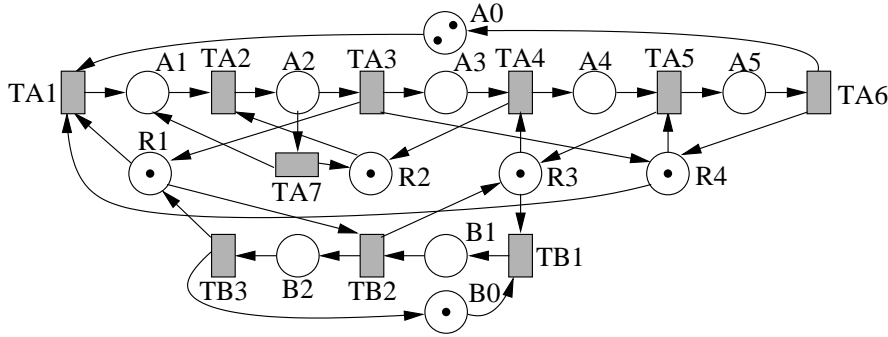 A0
A1 TA2 A2 TA3 A3 TA4 A4 TA5 A5
TA1 TA6
R1 TA7 R2 R3 R4
B1
TB3 B2 TB2 TB1
B0